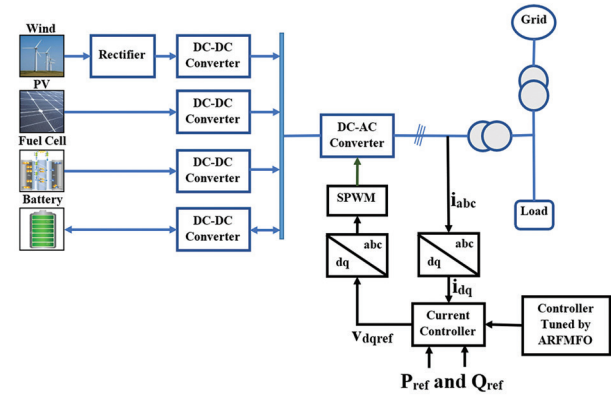 Wind
Rectifier
DC-DC
Converter
PV
DC-DC
Converter
Fuel Cell
DC-DC
Converter
Battery
DC-DC
Converter
DC-AC
Converter
Grid
Load
SPWM
abc
dq
abc
dq
iabc
idq
vdqref
Current
Controller
Controller
Tuned by
ARFMFO
Pref and Qref